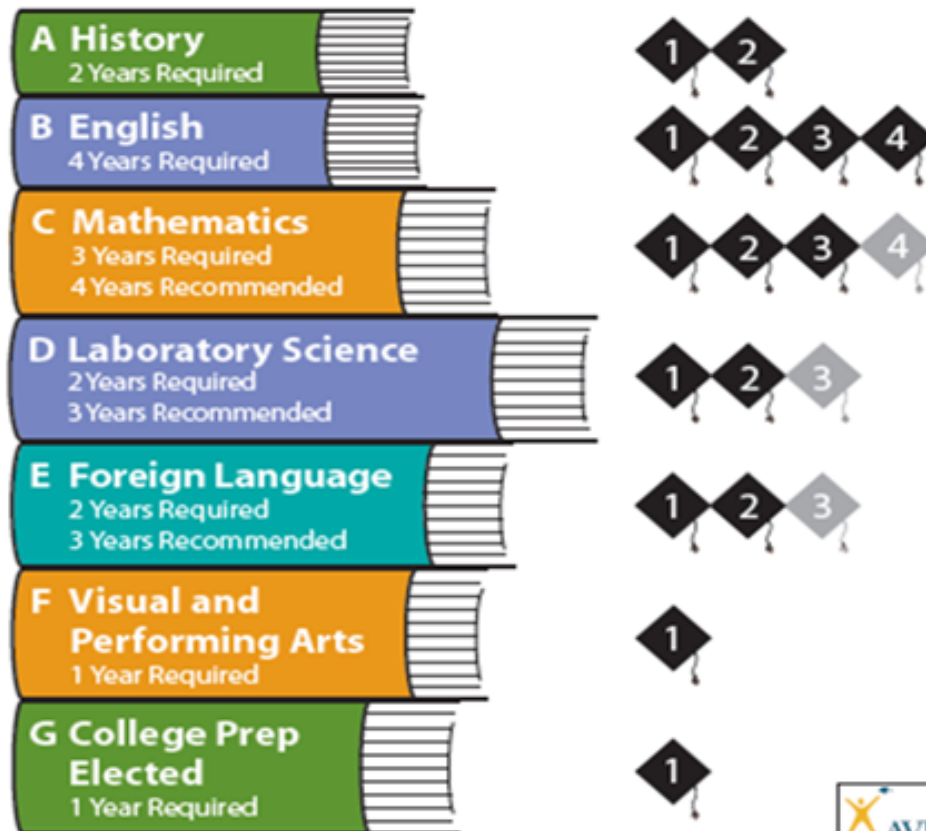 A History
2 Years Required
1 2
B English
4 Years Required
1 2 3 4
C Mathematics
3 Years Required
4 Years Recommended
1 2 3 4
D Laboratory Science
2 Years Required
3 Years Recommended
1 2 3
E Foreign Language
2 Years Required
3 Years Recommended
1 2 3
F Visual and
Performing Arts
1 Year Required
1
G College Prep
Elected
1 Year Required
1